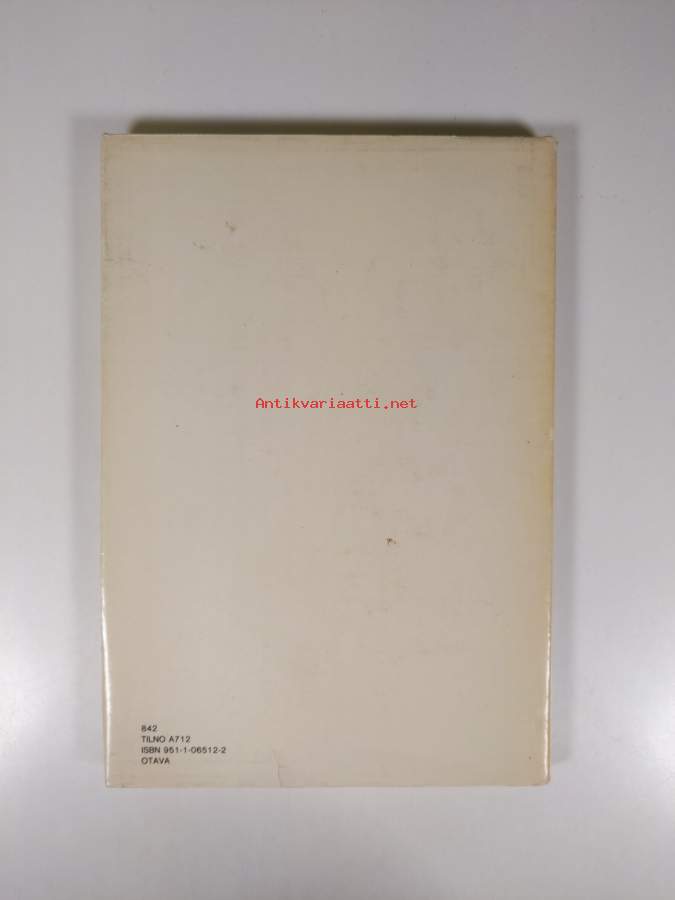 Antikvariaatti.net
842
TILNO A712
ISBN 951-1-06512-2
OTAVA